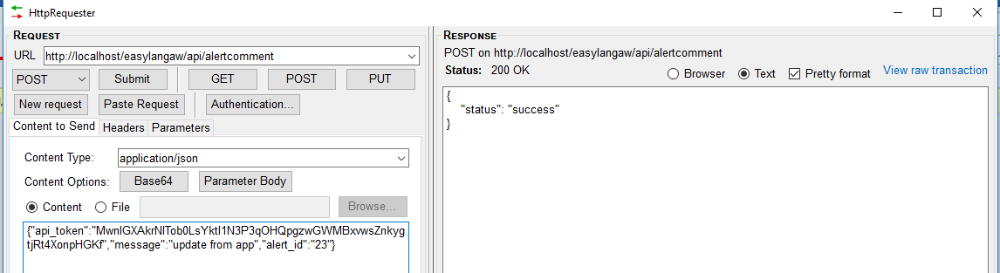 HttpRequester
REQUEST
URL http://localhost/easylangaw/api/alertcomment
POST Submit GET POST PUT
New request Paste Request Authentication...
Content to Send Headers Parameters
Content Type: application/json
Content Options: Base64 Parameter Body
Content File Browse...
{"api_token":"MwnlGXAkrNlTob0LsYktI1N3P3qOHQpgzwGWMBxvwsZnkyg
tjRt4XonpHGKf","message":"update from app","alert_id":"23"}
RESPONSE
POST on http://localhost/easylangaw/api/alertcomment
Status: 200 OK Browser Text Pretty format View raw transaction
{
"status": "success"
}